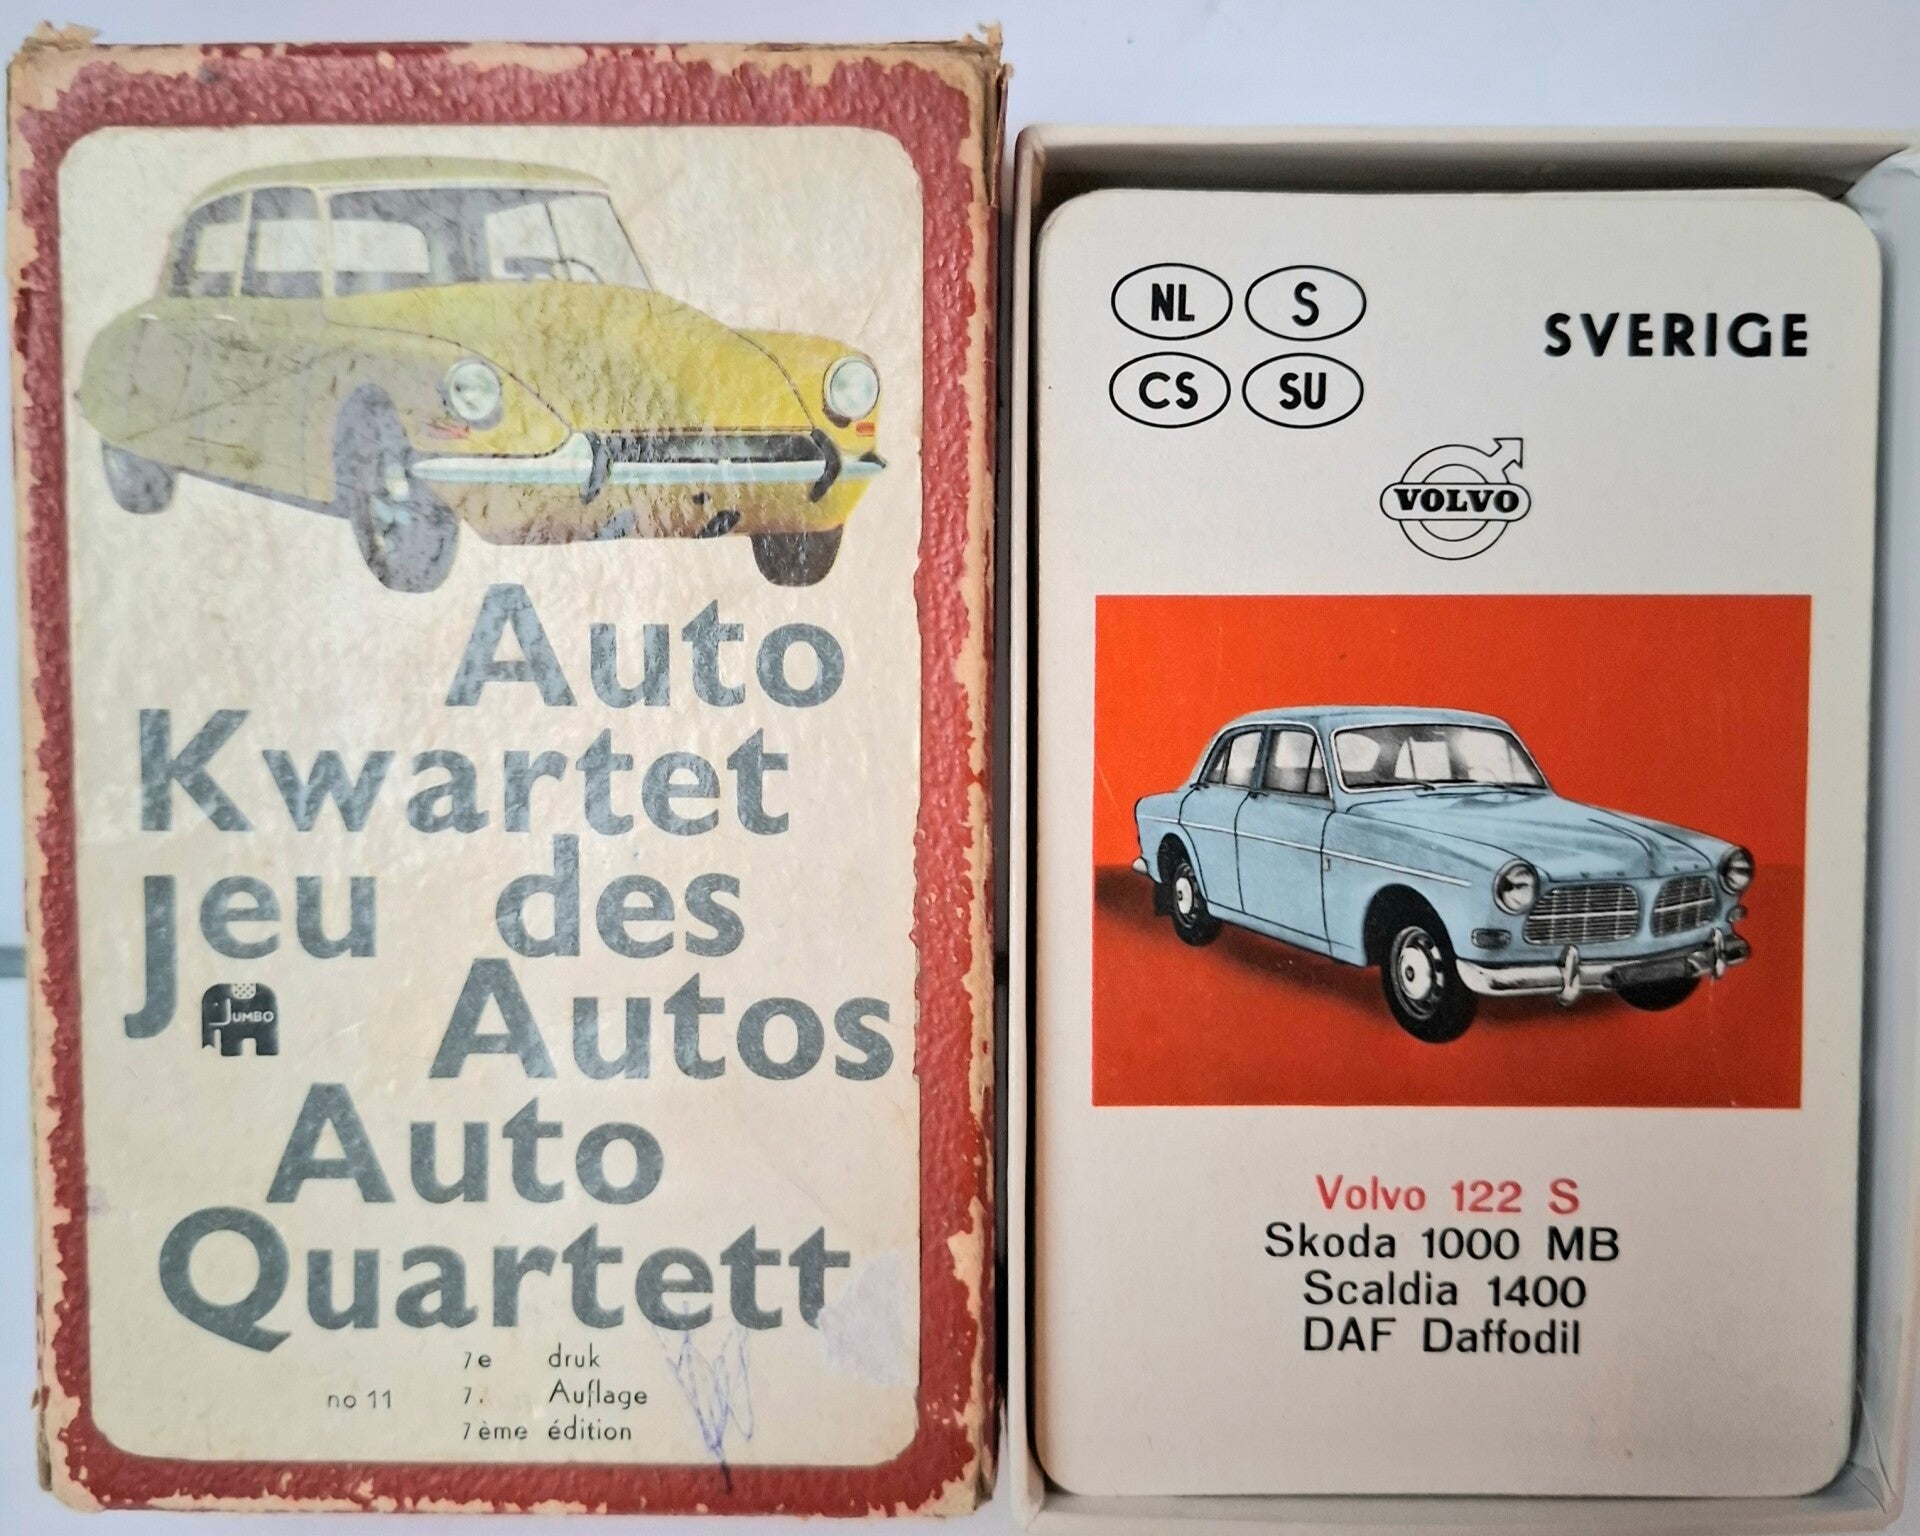 Auto
Kwartet
jeu des
JUMBO
Autos
Auto
Quartett
7e druk
no 11 7. Auflage
7ème édition
NL S
CS SU
SVERIGE
VOLVO
Volvo 122 S
Skoda 1000 MB
Scaldia 1400
DAF Daffodil